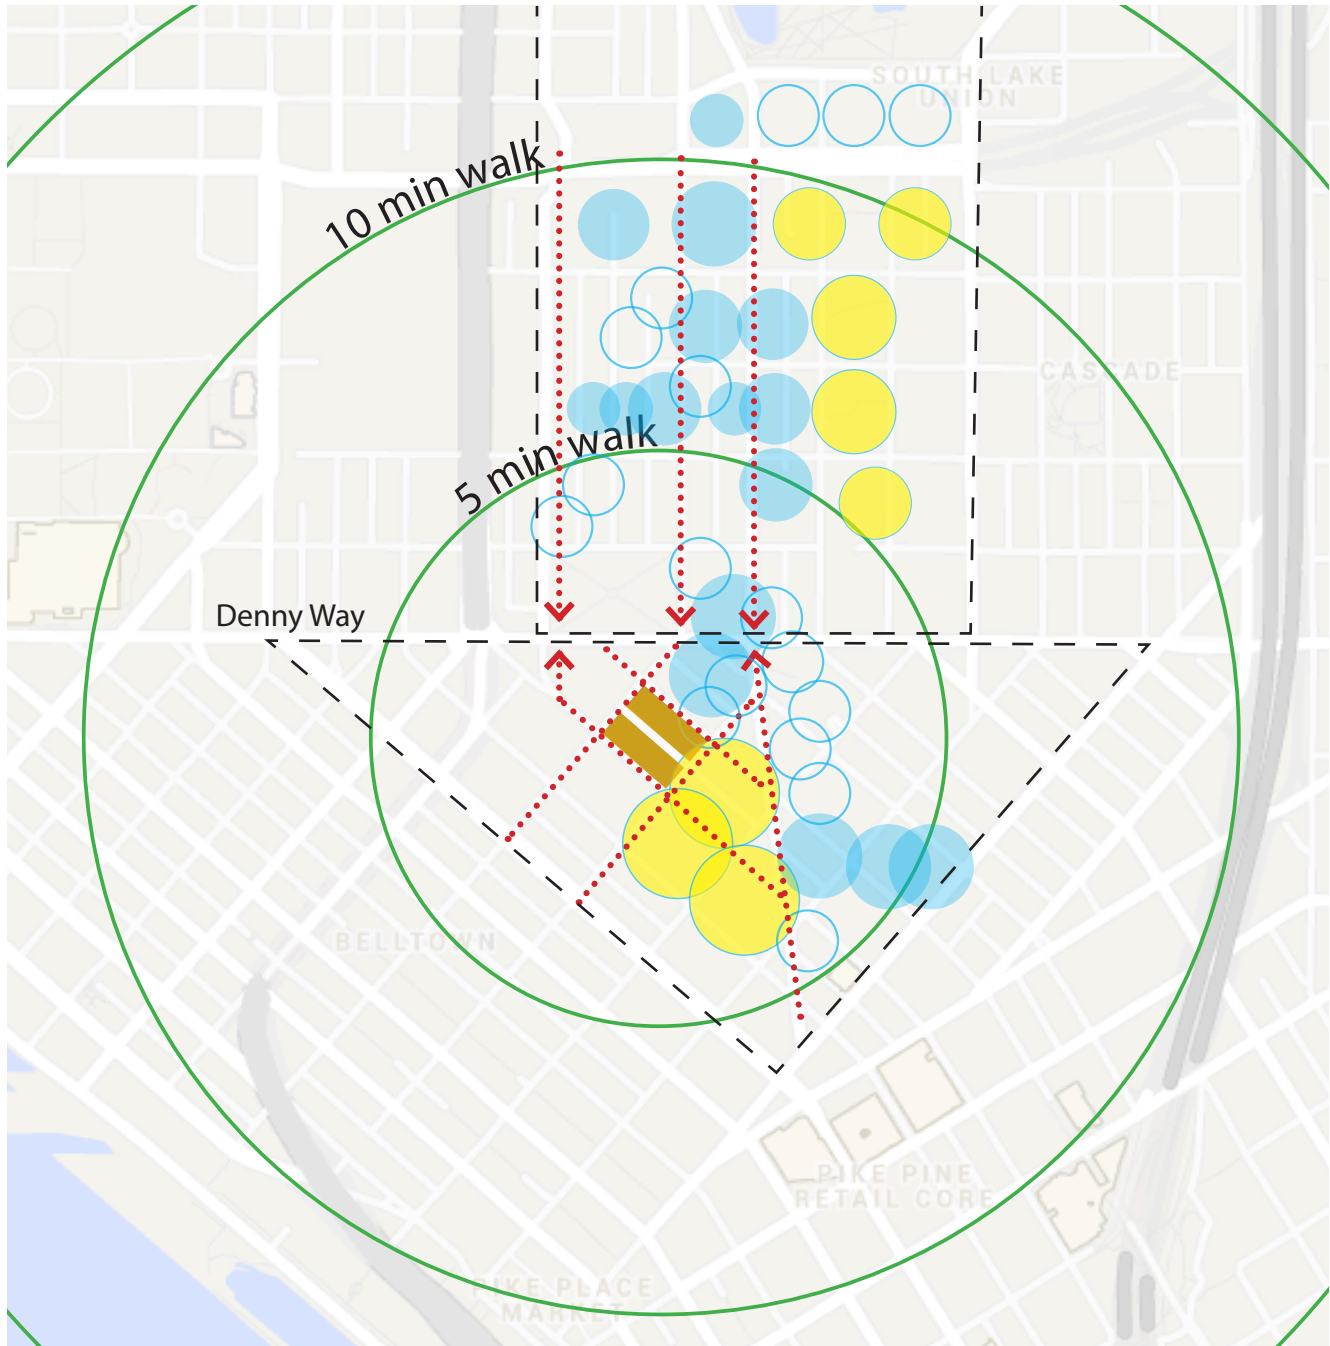 SOUTH LAKE
UNION
10 min walk
CASCADE
5 min walk
Denny Way
BELLTOWN
PIKE PINE
RETAIL CORE
PIKE PLACE
MARKET